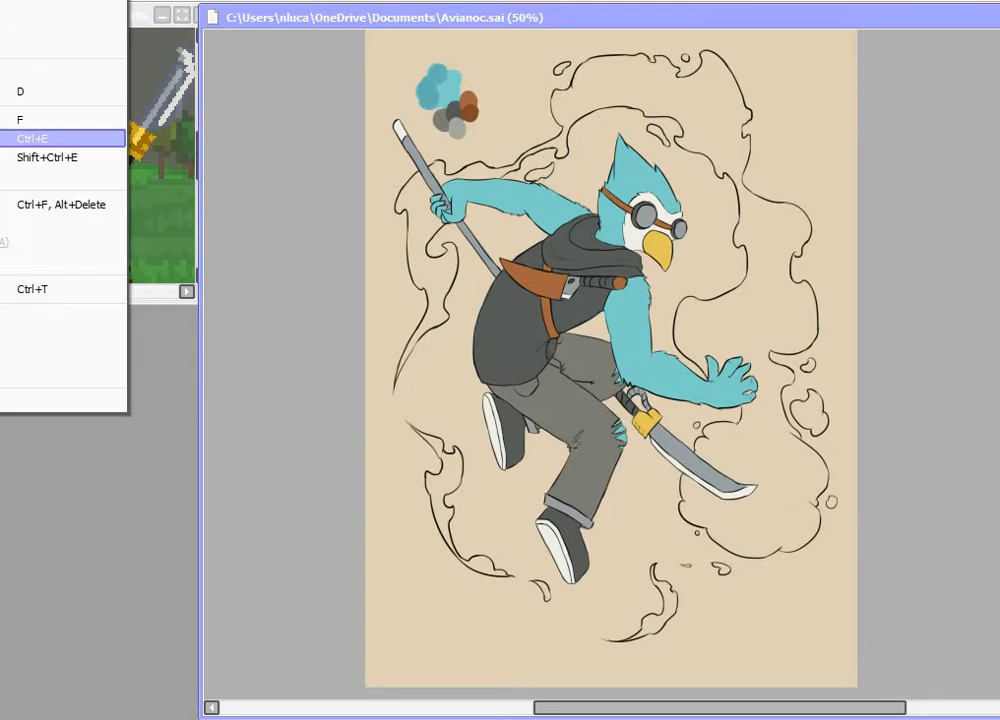 C:\Users\nluca\OneDrive\Documents\Avianoc.sai (50%)
D
F
Ctrl+E
Shift+Ctrl+E
Ctrl+F, Alt+Delete
A)
Ctrl+T